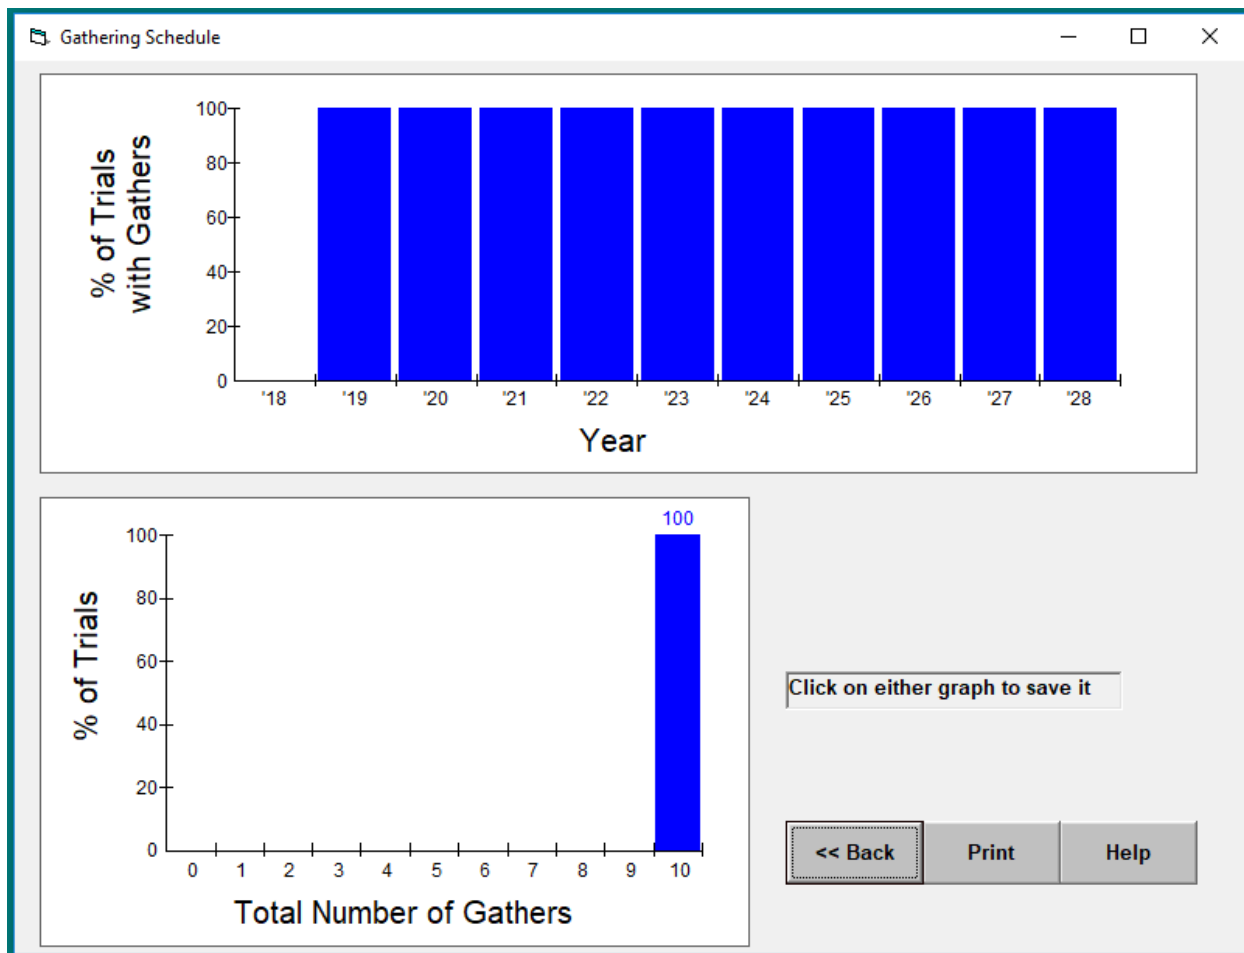 Gathering Schedule
% of Trials
with Gathers
100
80
60
40
20
0
'18 '19 '20 '21 '22 '23 '24 '25 '26 '27 '28
Year
% of Trials
100
100
80
60
40
20
0
0 1 2 3 4 5 6 7 8 9 10
Total Number of Gathers
Click on either graph to save it
<< Back Print Help